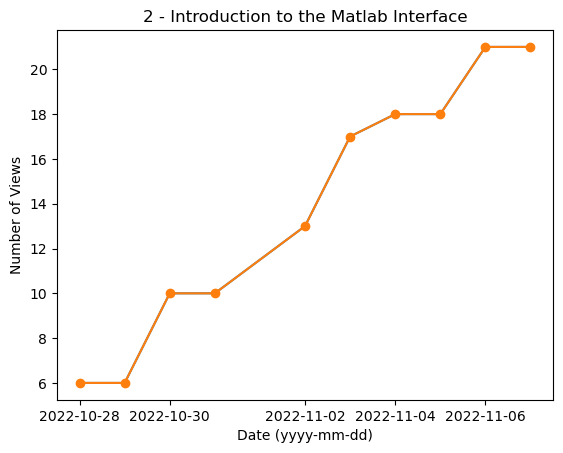 2 - Introduction to the Matlab Interface
Number of Views
20
18
16
14
12
10
8
6
2022-10-28 2022-10-30 2022-11-02 2022-11-04 2022-11-06
Date (yyyy-mm-dd)